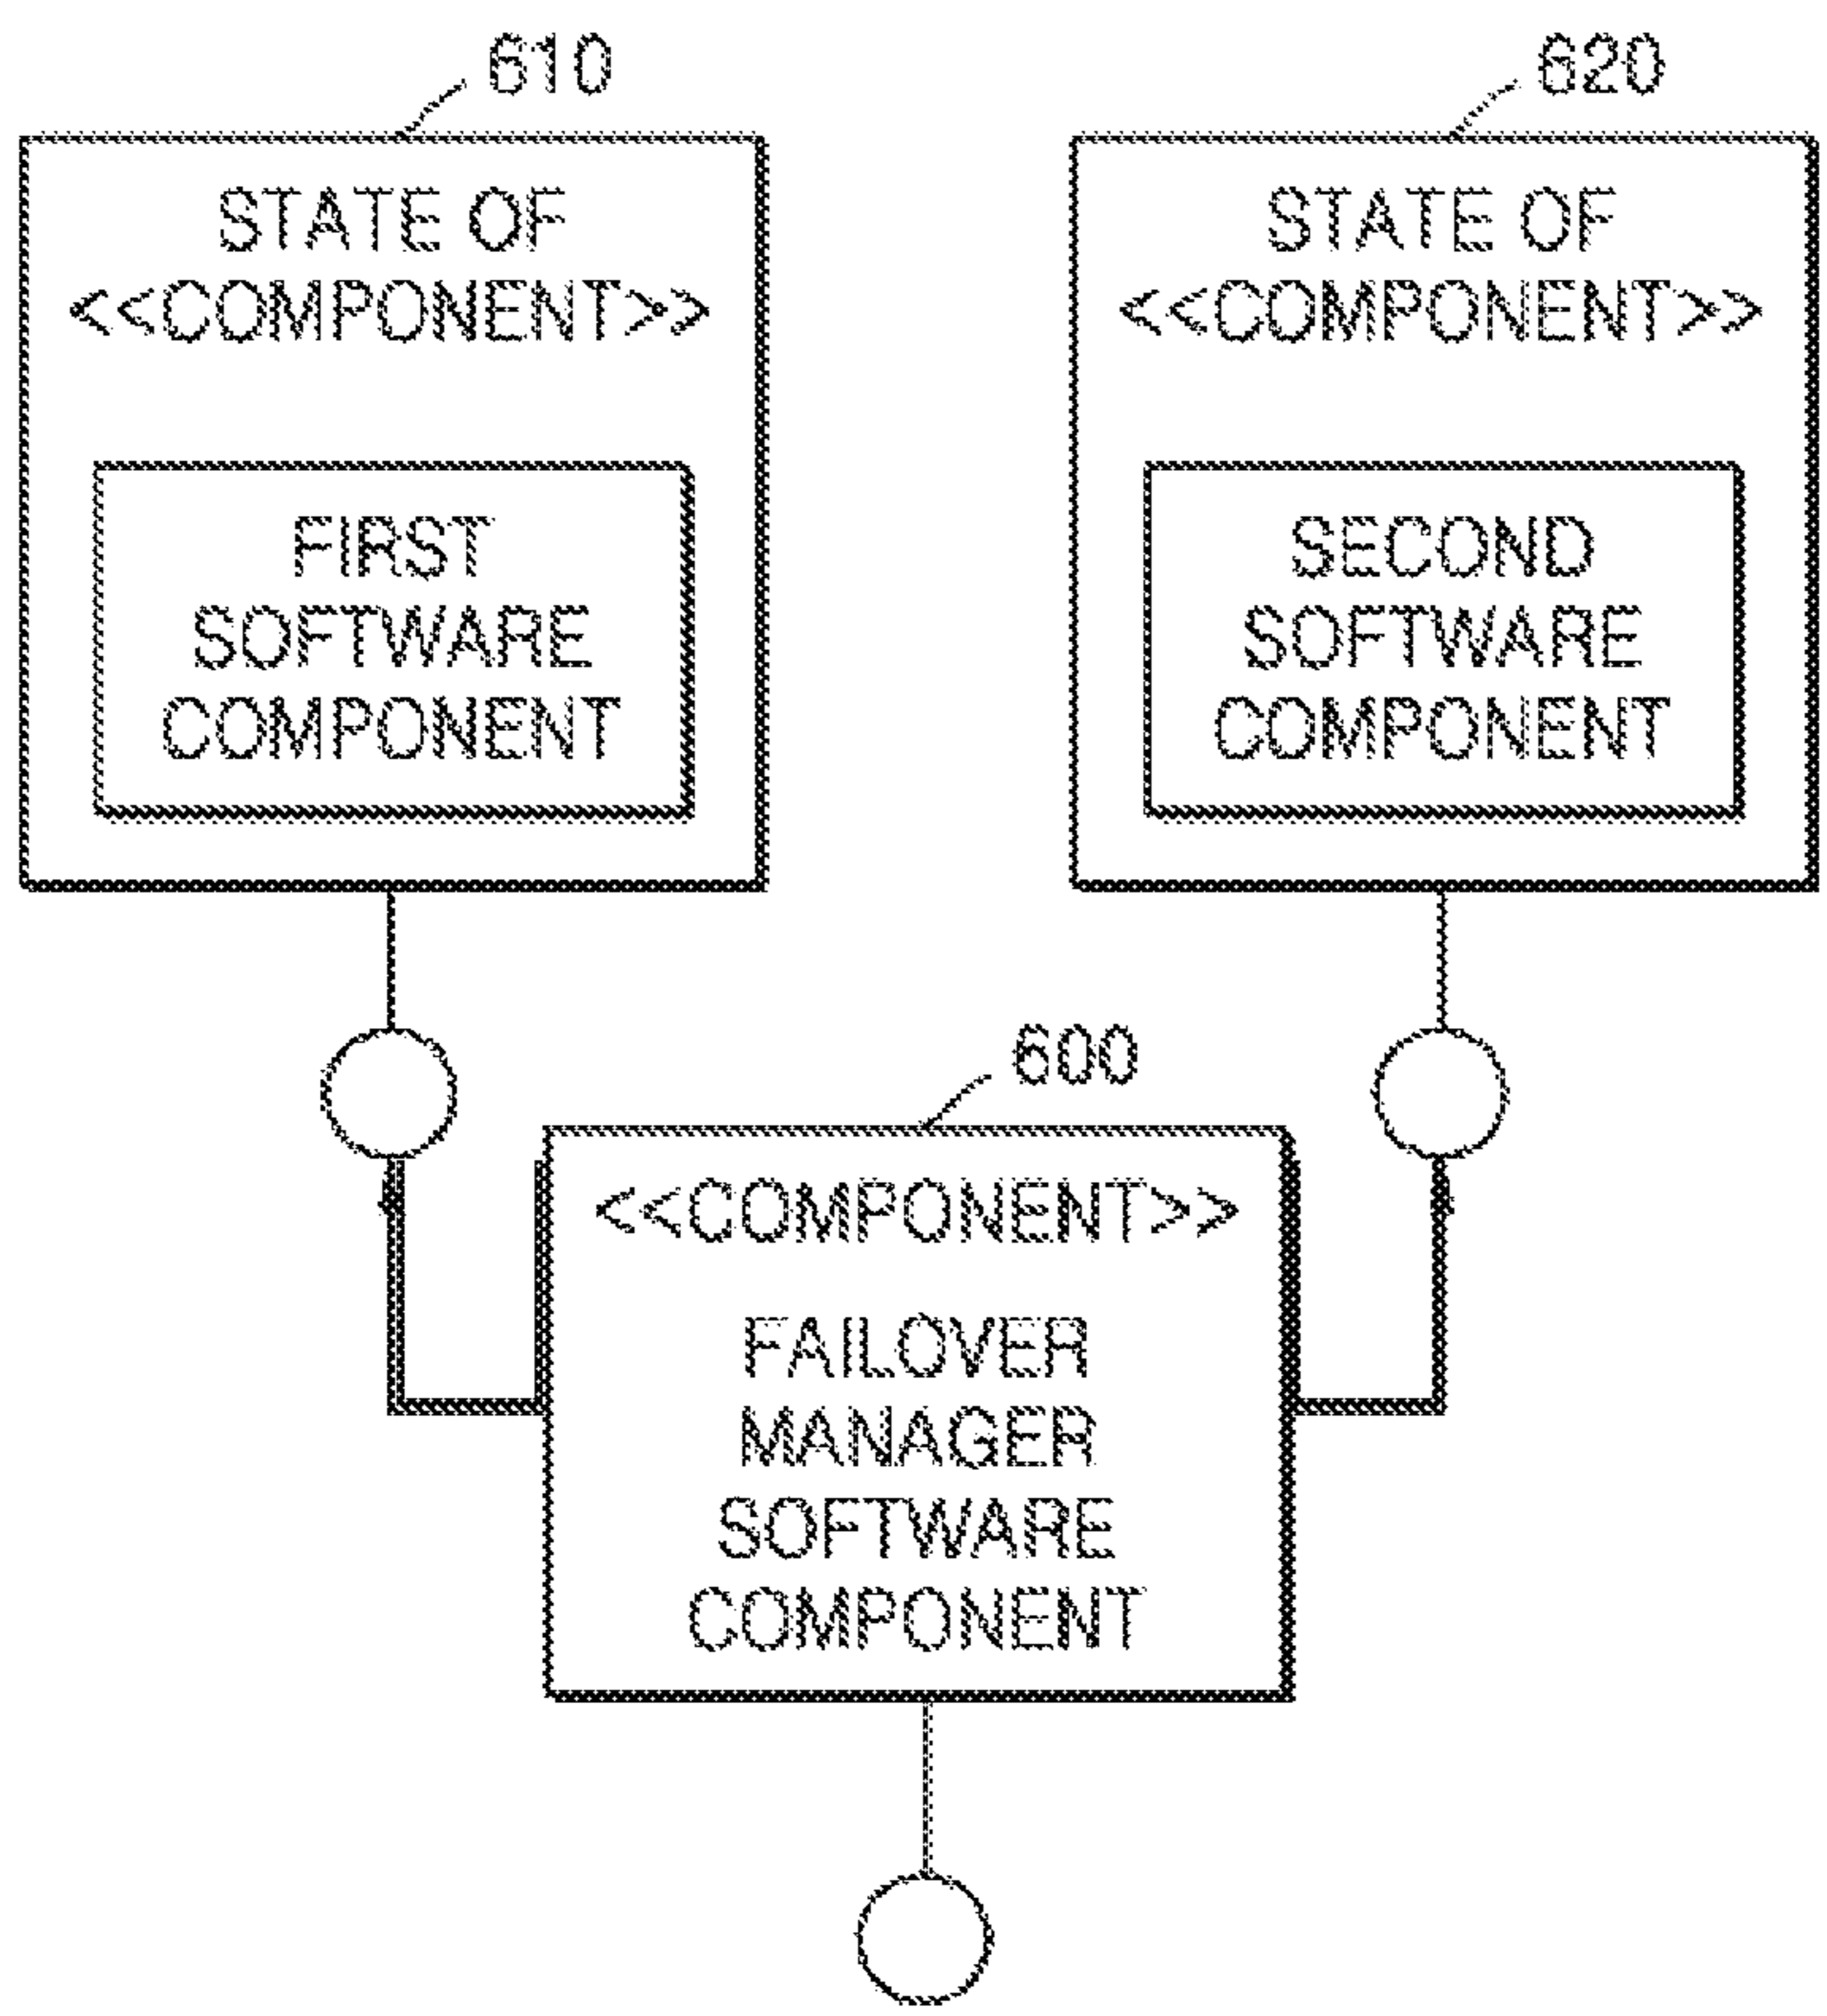 610
STATE OF
<<COMPONENT>>
FIRST
SOFTWARE
COMPONENT
620
STATE OF
<<COMPONENT>>
SECOND
SOFTWARE
COMPONENT
600
<<COMPONENT>>
FAILOVER
MANAGER
SOFTWARE
COMPONENT